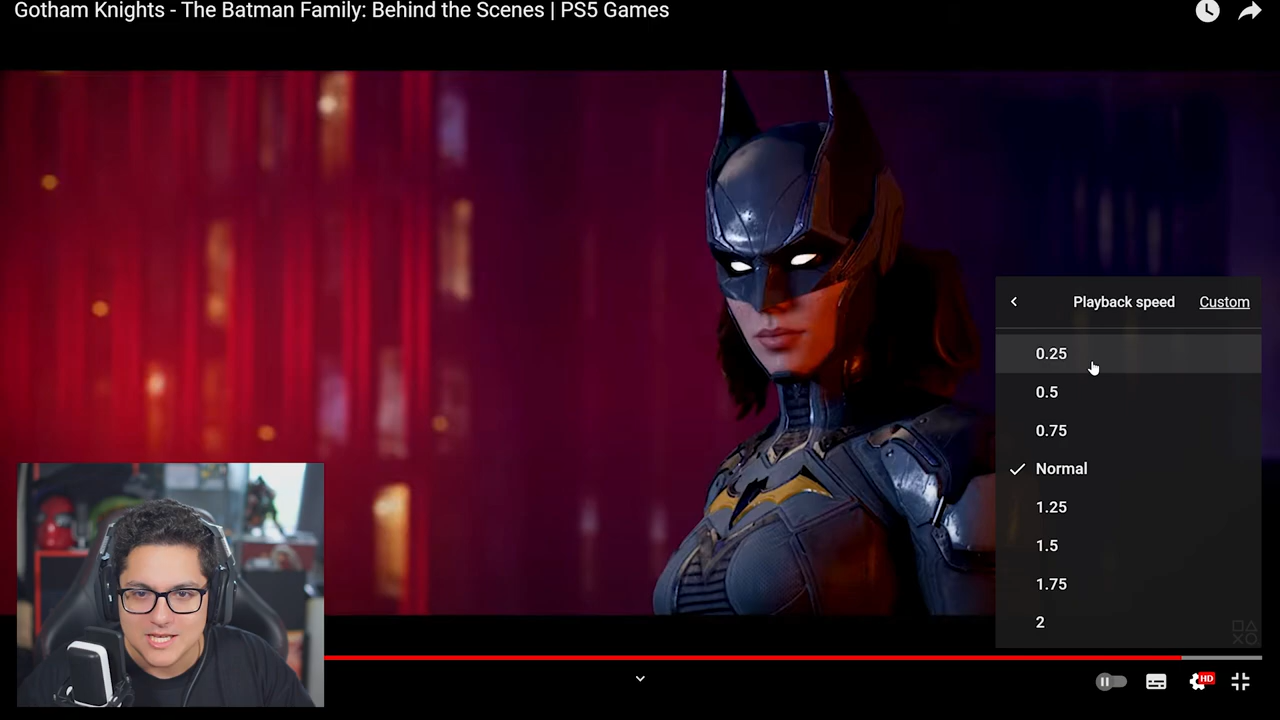 Gotham Knights - The Batman Family: Behind the Scenes | PS5 Games
Playback speed
Custom
0.25
0.5
0.75
Normal
1.25
1.5
1.75
2
HD